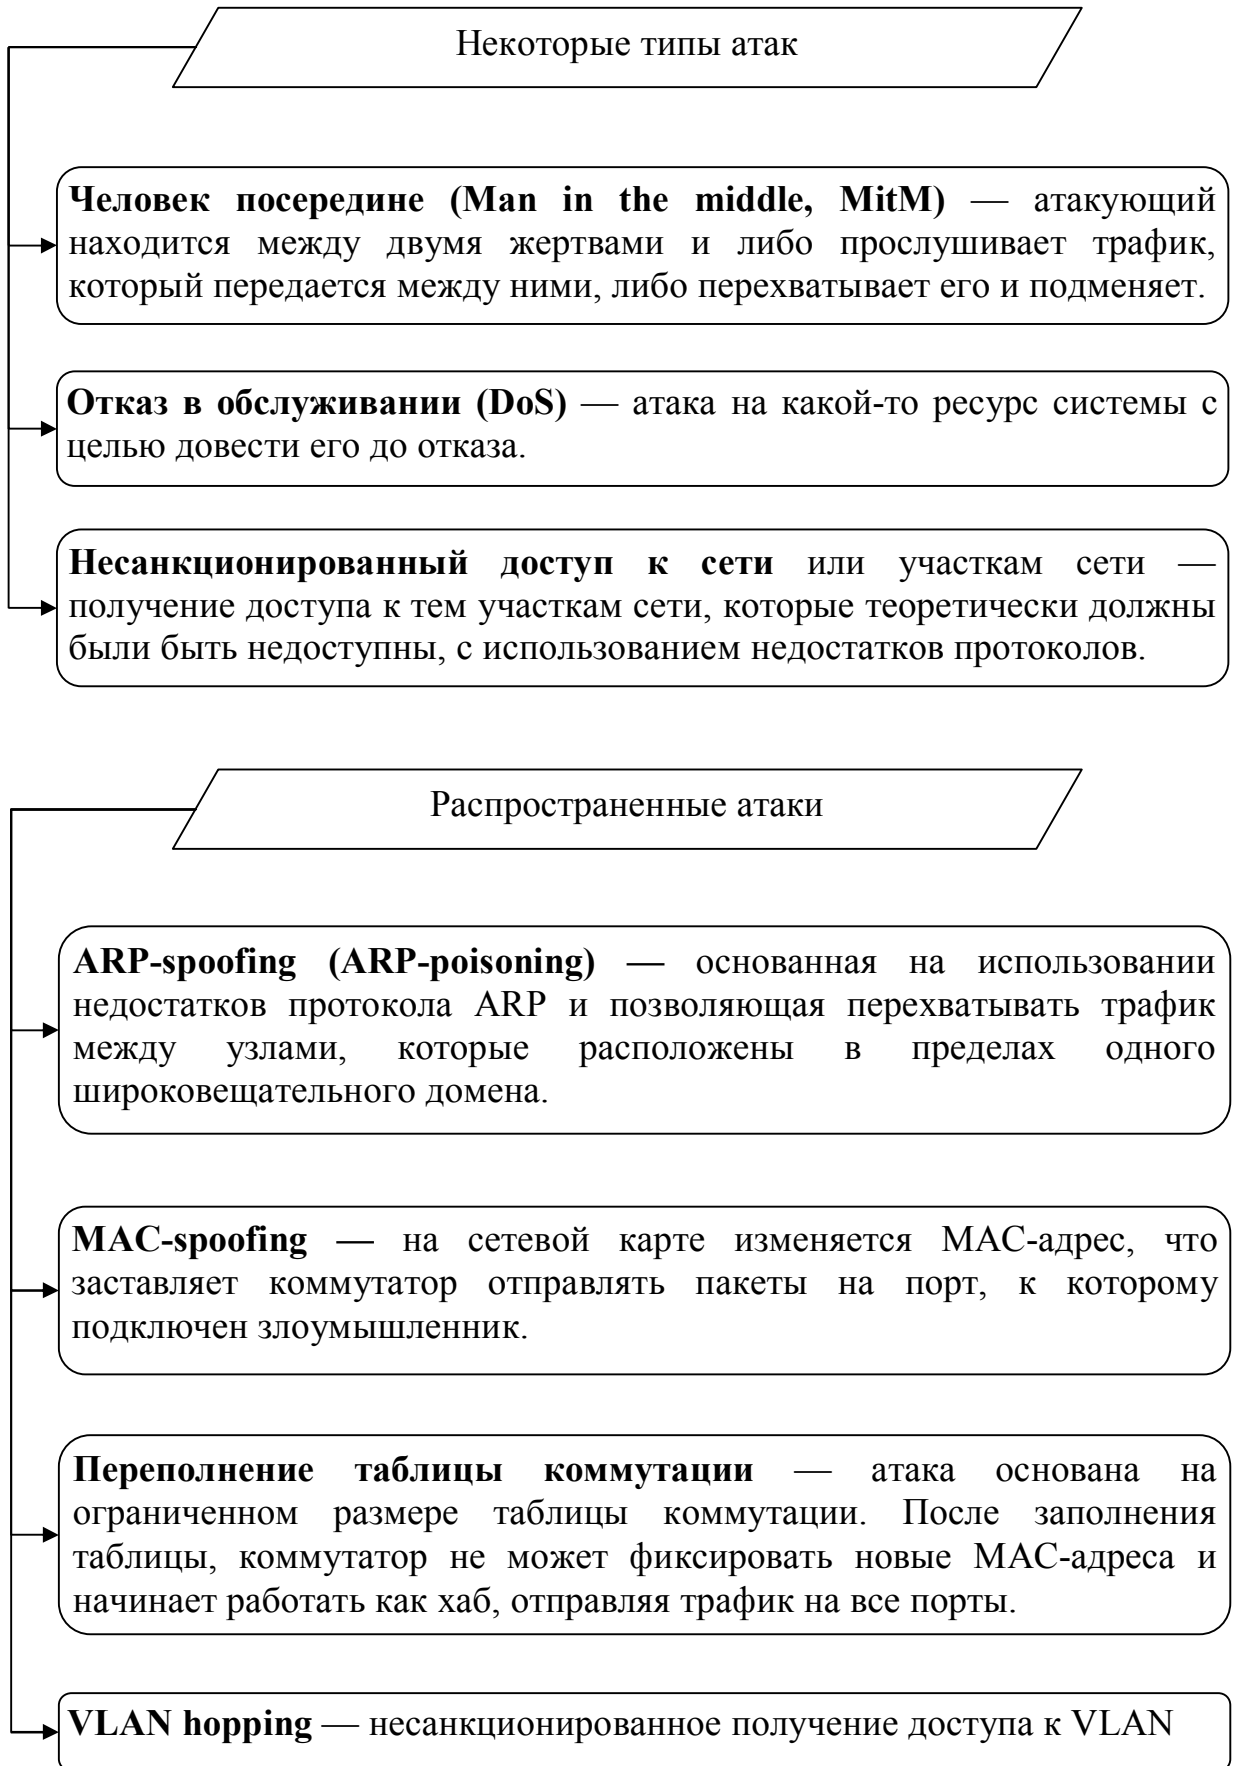 Некоторые типы атак
Человек посередине (Man in the middle, MitM) — атакующий
находится между двумя жертвами и либо прослушивает трафик,
который передается между ними, либо перехватывает его и подменяет.
Отказ в обслуживании (DoS) — атака на какой-то ресурс системы с
целью довести его до отказа.
Несанкционированный доступ к сети или участкам сети —
получение доступа к тем участкам сети, которые теоретически должны
были быть недоступны, с использованием недостатков протоколов.
Распространенные атаки
ARP-spoofing (ARP-poisoning) — основанная на использовании
недостатков протокола ARP и позволяющая перехватывать трафик
между узлами, которые расположены в пределах одного
широковещательного домена.
MAC-spoofing — на сетевой карте изменяется MAC-адрес, что
заставляет коммутатор отправлять пакеты на порт, к которому
подключен злоумышленник.
Переполнение таблицы коммутации — атака основана на
ограниченном размере таблицы коммутации. После заполнения
таблицы, коммутатор не может фиксировать новые MAC-адреса и
начинает работать как хаб, отправляя трафик на все порты.
VLAN hopping — несанкционированное получение доступа к VLAN